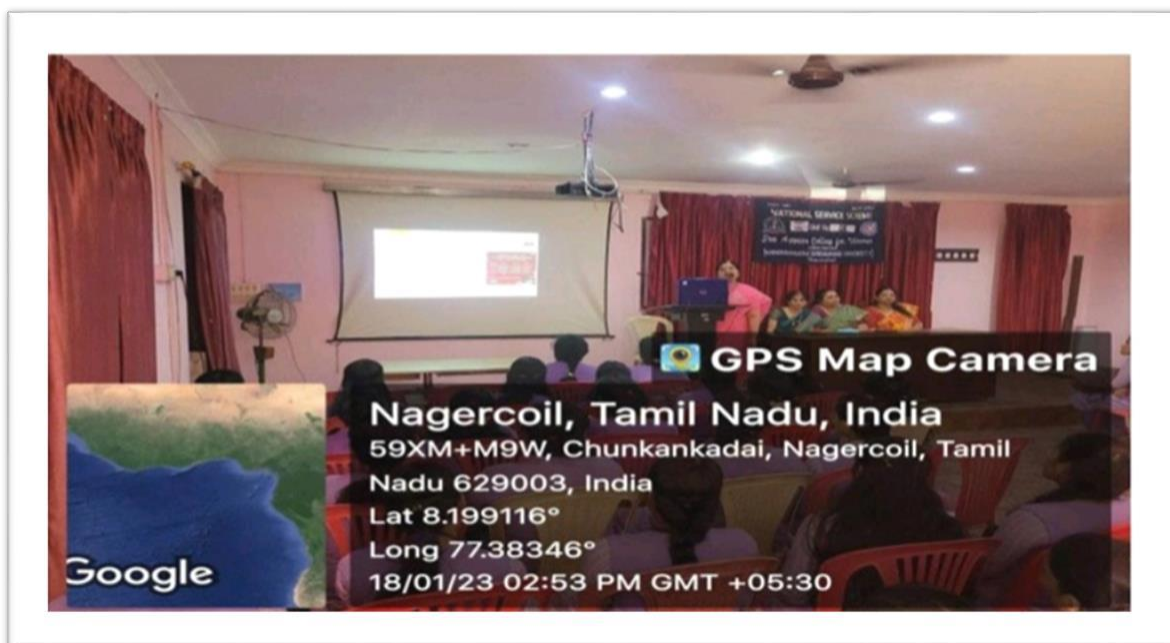 NATIONAL SERVICE SCHEME
GPS Map Camera
Nagercoil, Tamil Nadu, India
59XM+M9W, Chunkankadai, Nagercoil, Tamil
Nadu 629003, India
Lat 8.199116°
Long 77.38346°
18/01/23 02:53 PM GMT +05:30
Google